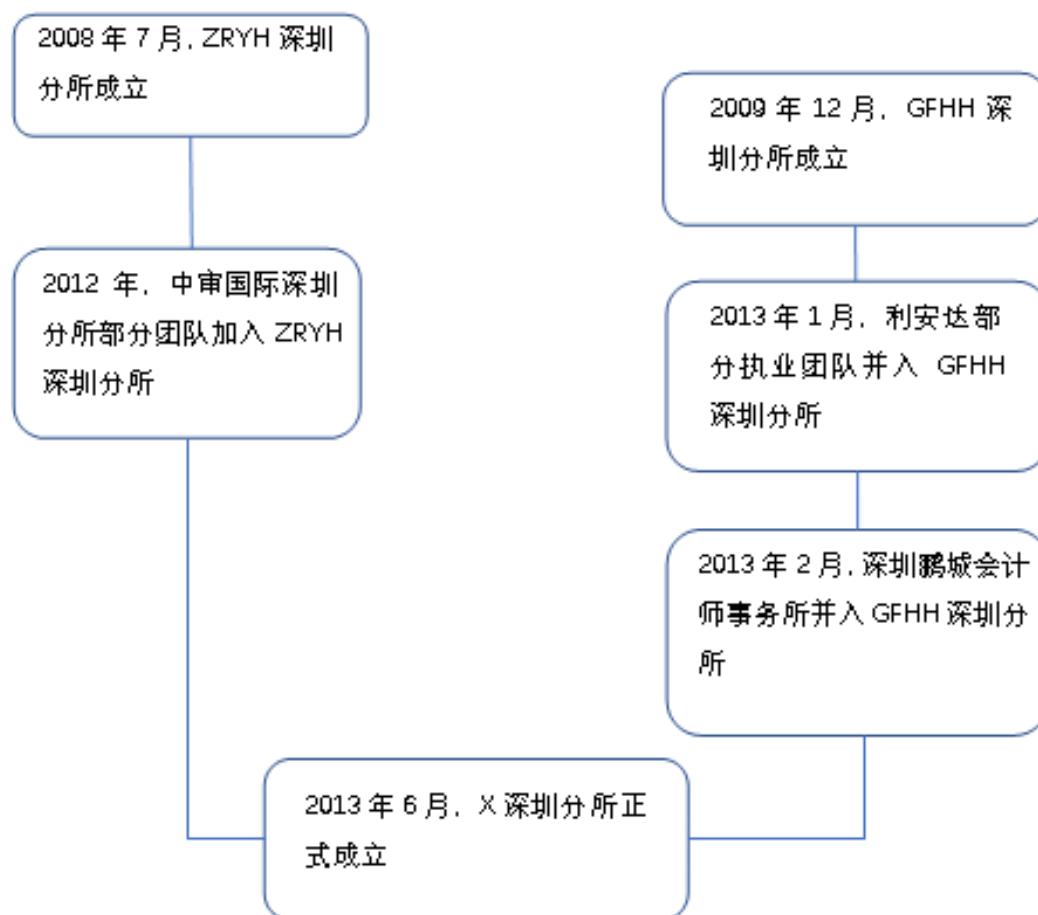 2008 年 7 月, ZRYH 深圳
分所成立
2012 年, 中审国际深圳
分所部分团队加入 ZRYH
深圳分所
2009 年 12 月, GFHH 深
圳分所成立
2013 年 1 月, 利安达部
分执业团队并入 GFHH
深圳分所
2013 年 2 月, 深圳鹏城会计
师事务所并入 GFHH 深圳分
所
2013 年 6 月, X 深圳分所正
式成立